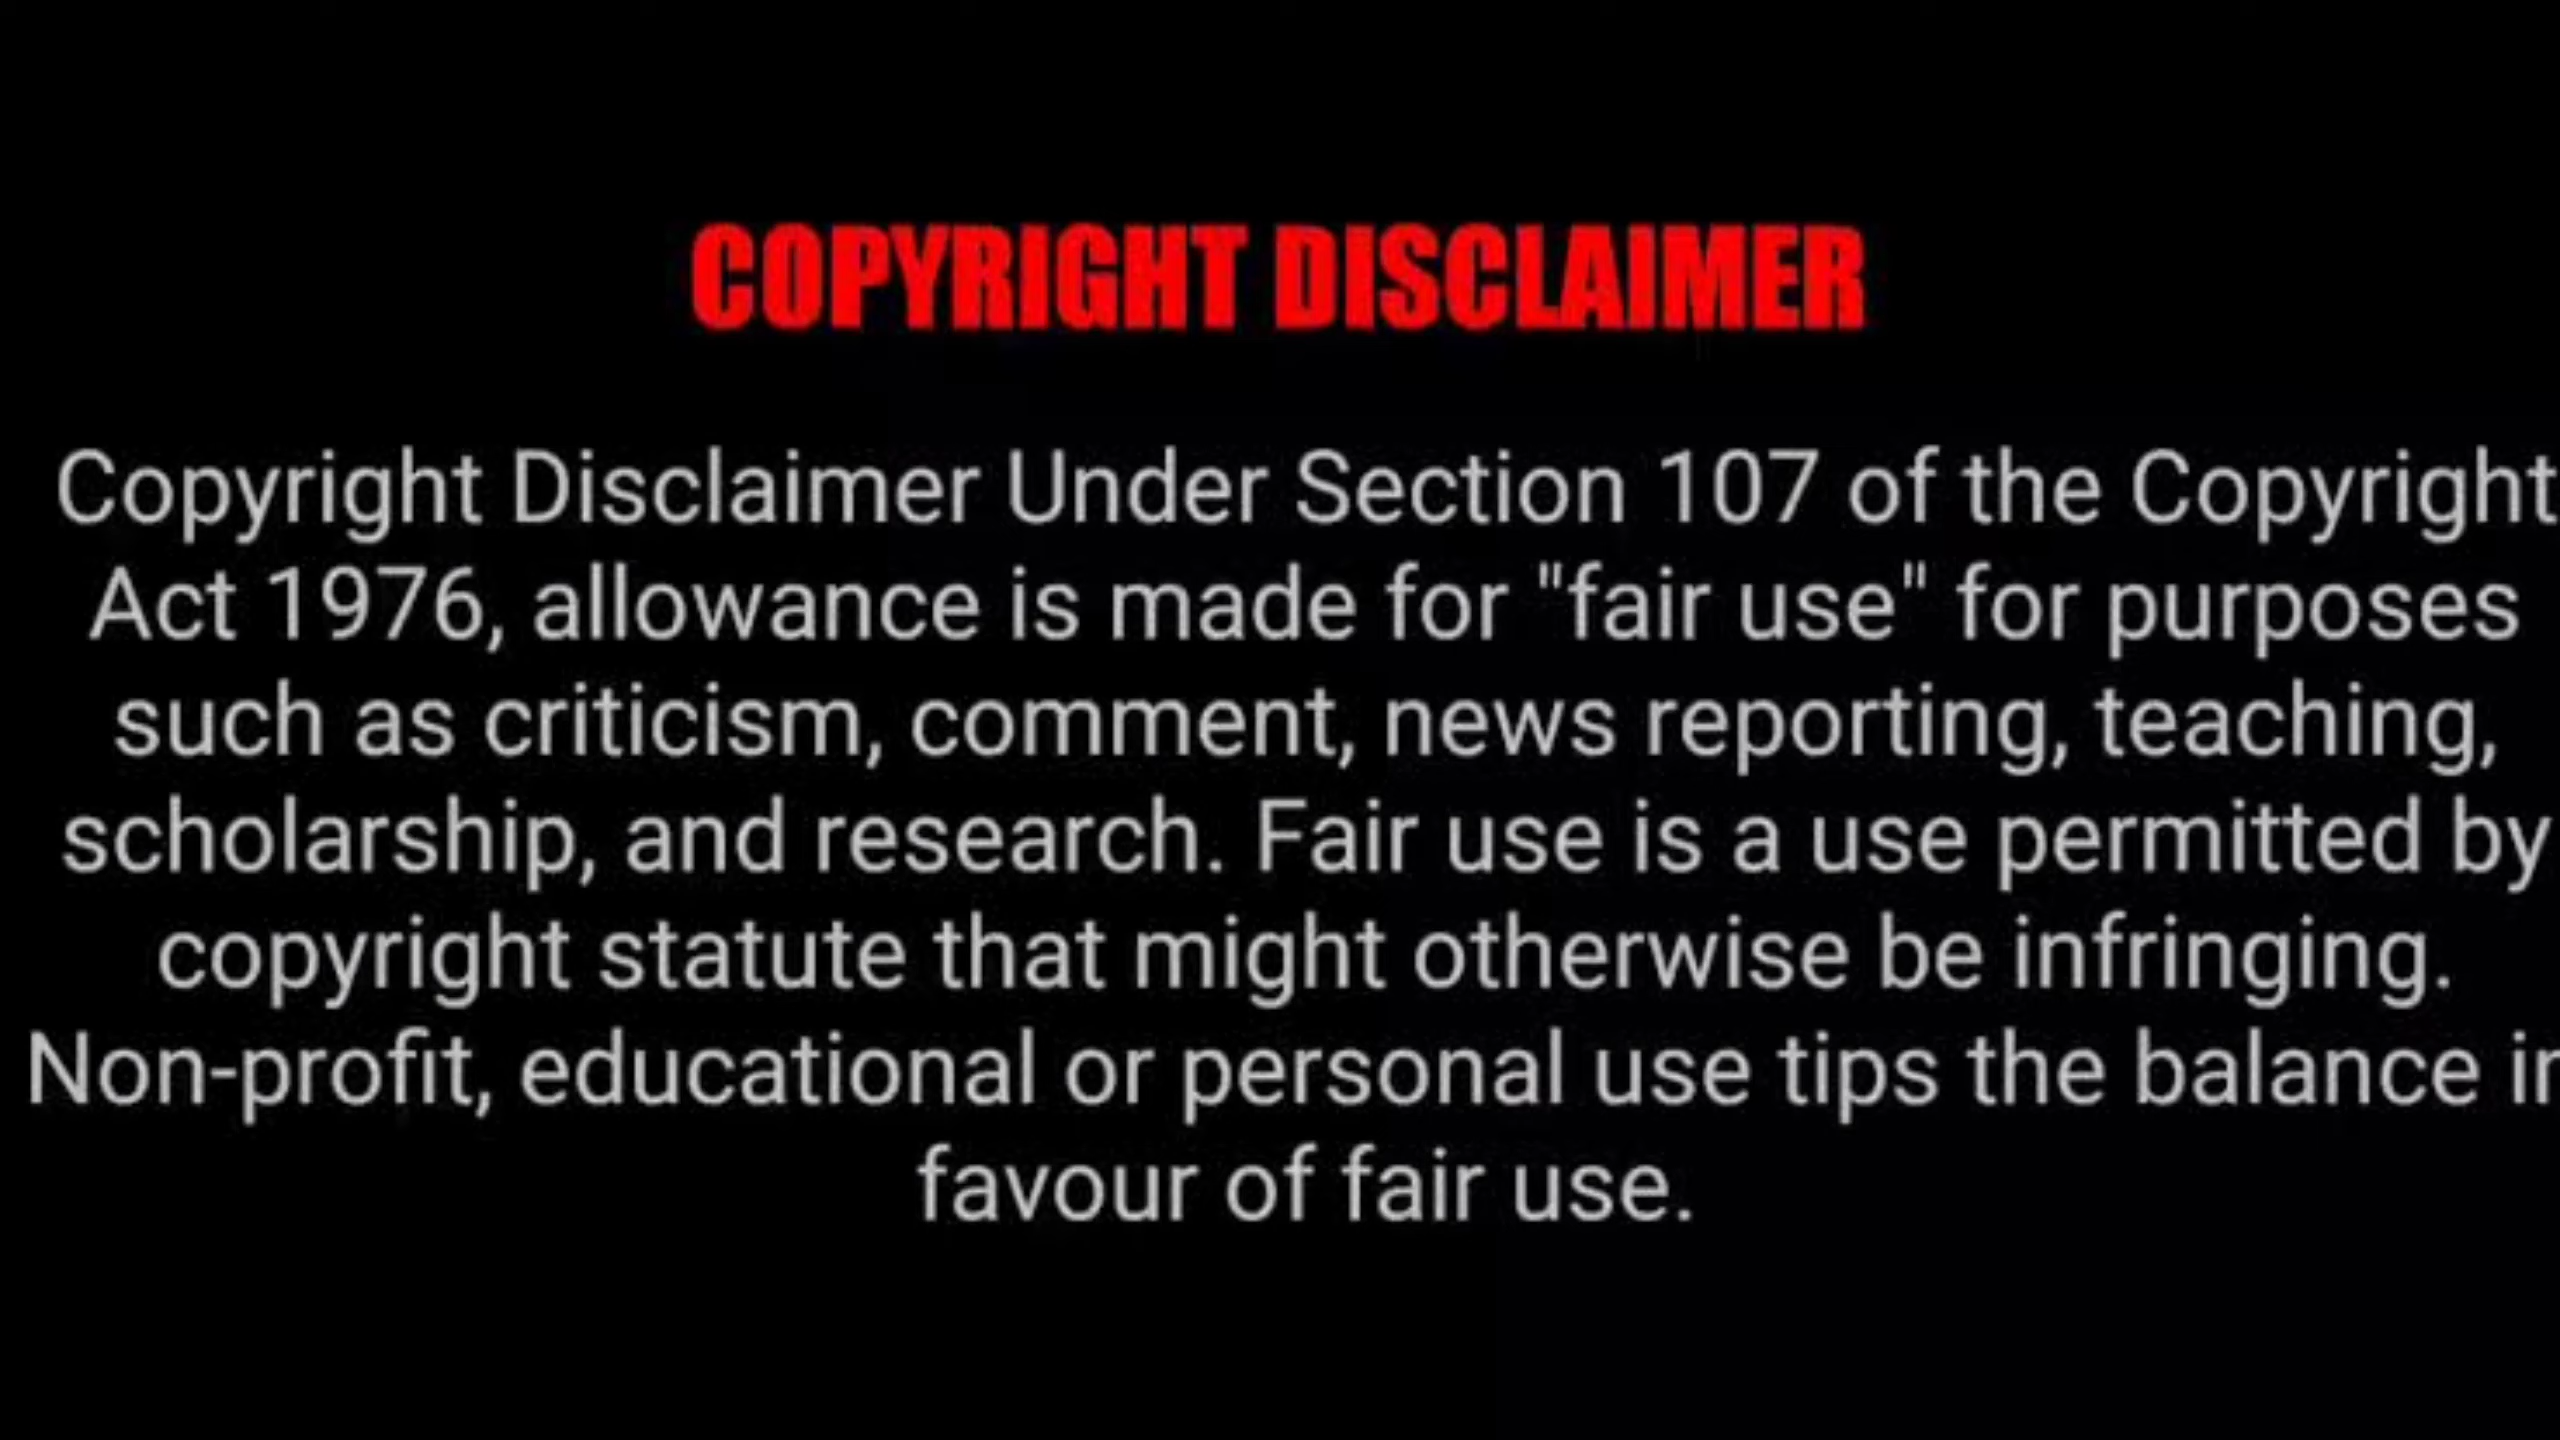 COPYRIGHT DISCLAIMER
Copyright Disclaimer Under Section 107 of the Copyright
Act 1976, allowance is made for "fair use" for purposes
such as criticism, comment, news reporting, teaching,
scholarship, and research. Fair use is a use permitted by
copyright statute that might otherwise be infringing.
Non-profit, educational or personal use tips the balance in
favour of fair use.